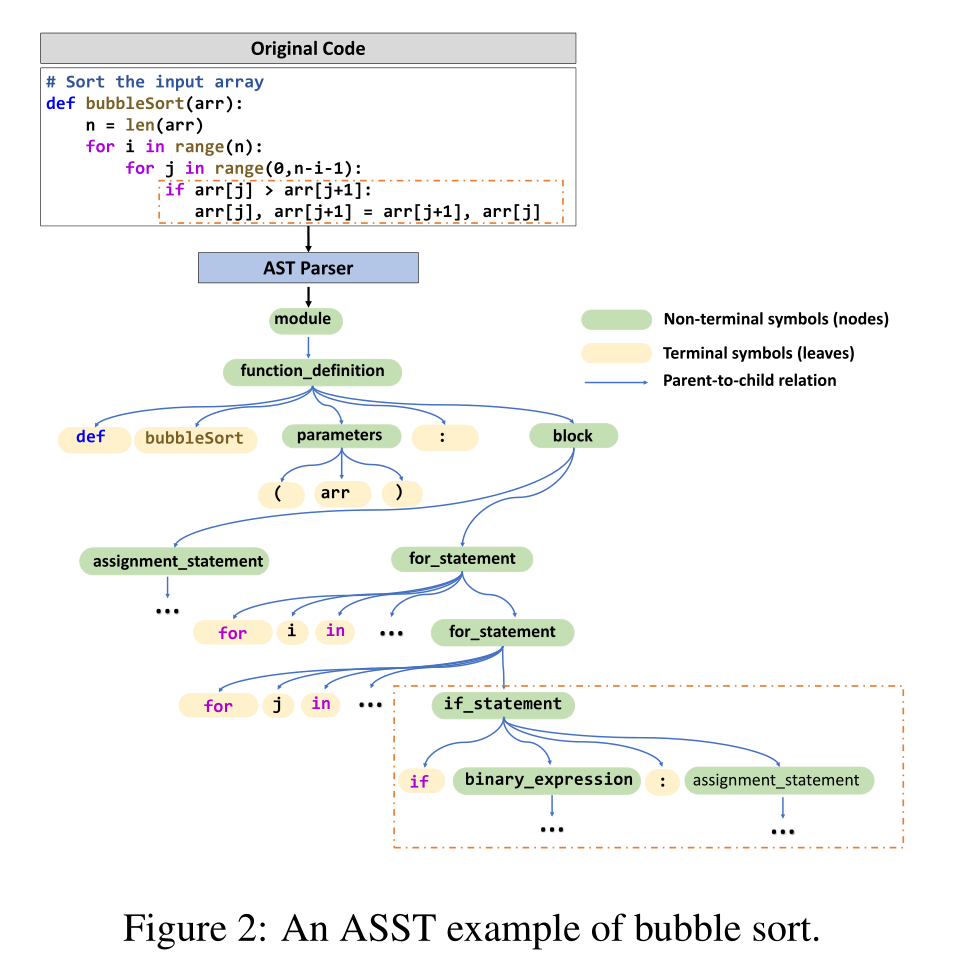 Original Code
# Sort the input array
def bubbleSort(arr):
    n = len(arr)
    for i in range(n):
        for j in range(0,n-i-1):
            if arr[j] > arr[j+1]:
               arr[j], arr[j+1] = arr[j+1], arr[j]
AST Parser
module
Non-terminal symbols (nodes)
Terminal symbols (leaves)
Parent-to-child relation
function_definition
def bubbleSort parameters : block
( arr )
assignment_statement for_statement
...
for i in ... for_statement
for j in ... if_statement
if binary_expression : assignment_statement
... ...
Figure 2: An ASST example of bubble sort.